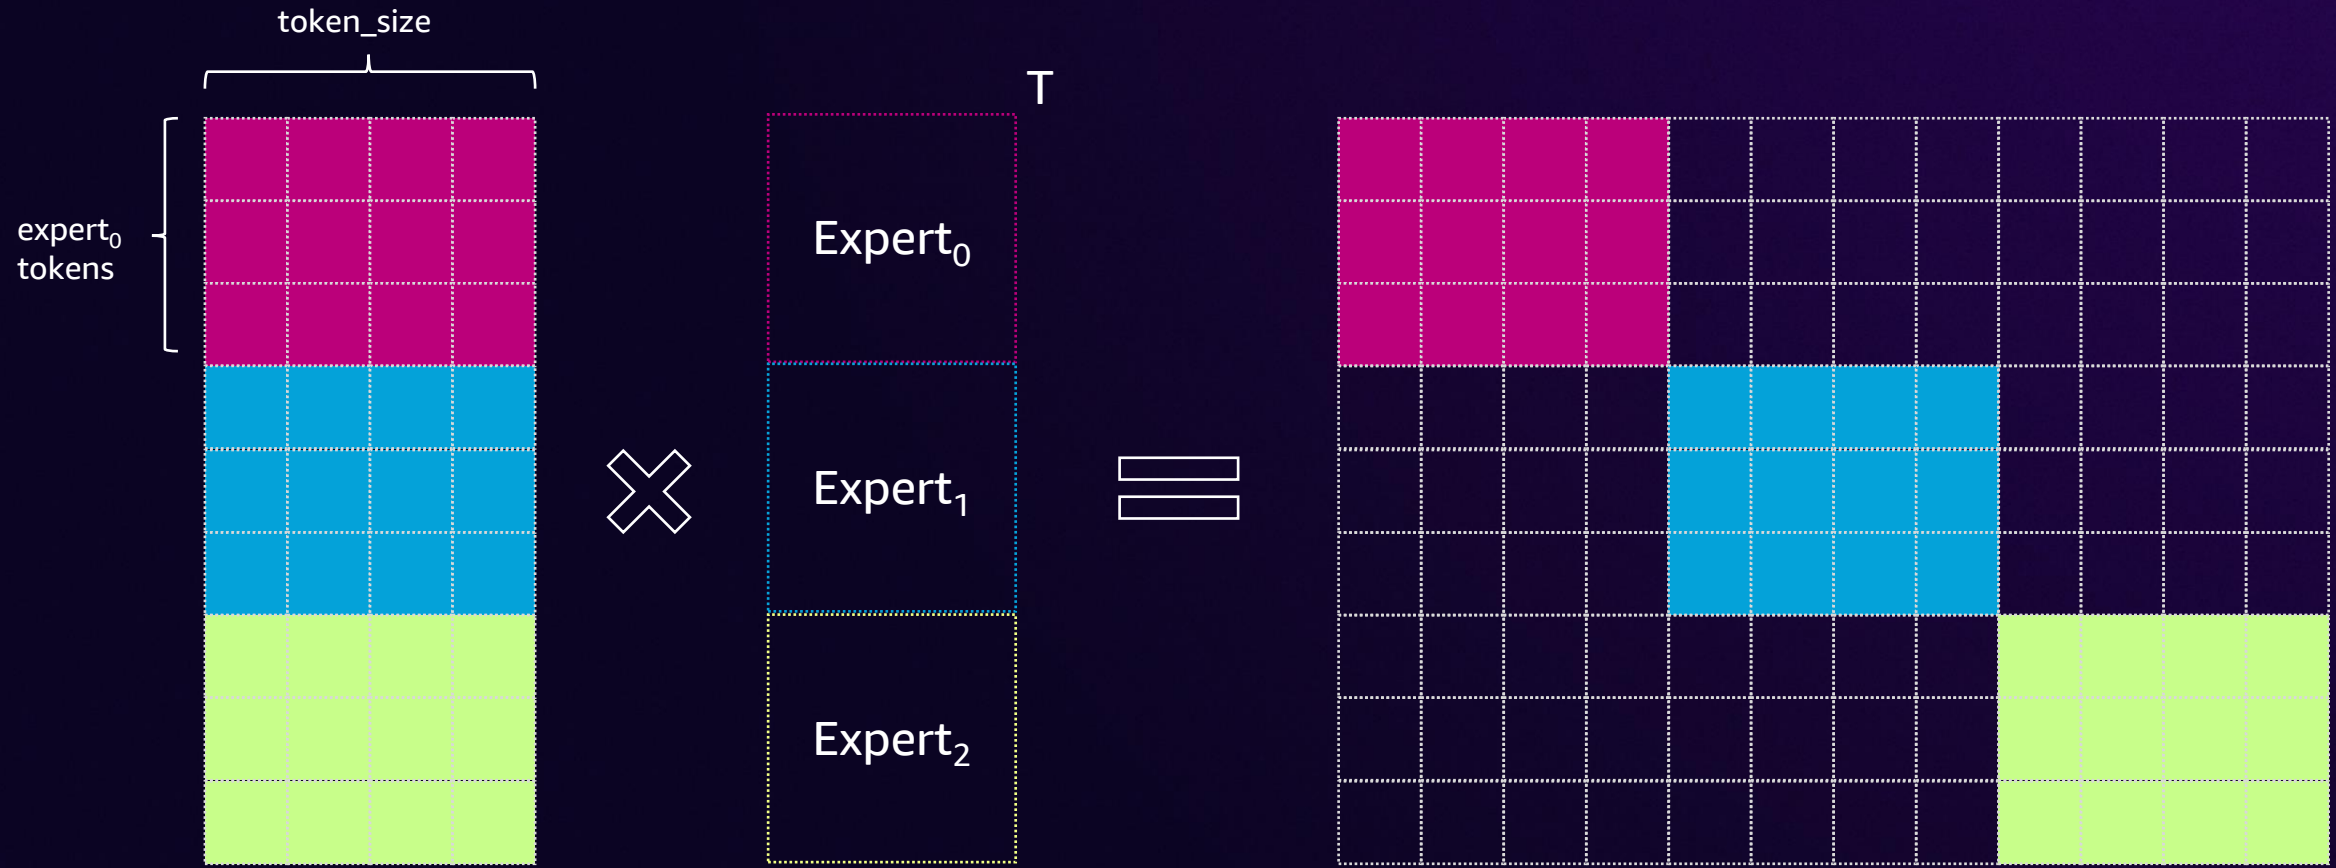 token_size
T
expert₀
tokens
Expert₀
Expert₁
Expert₂